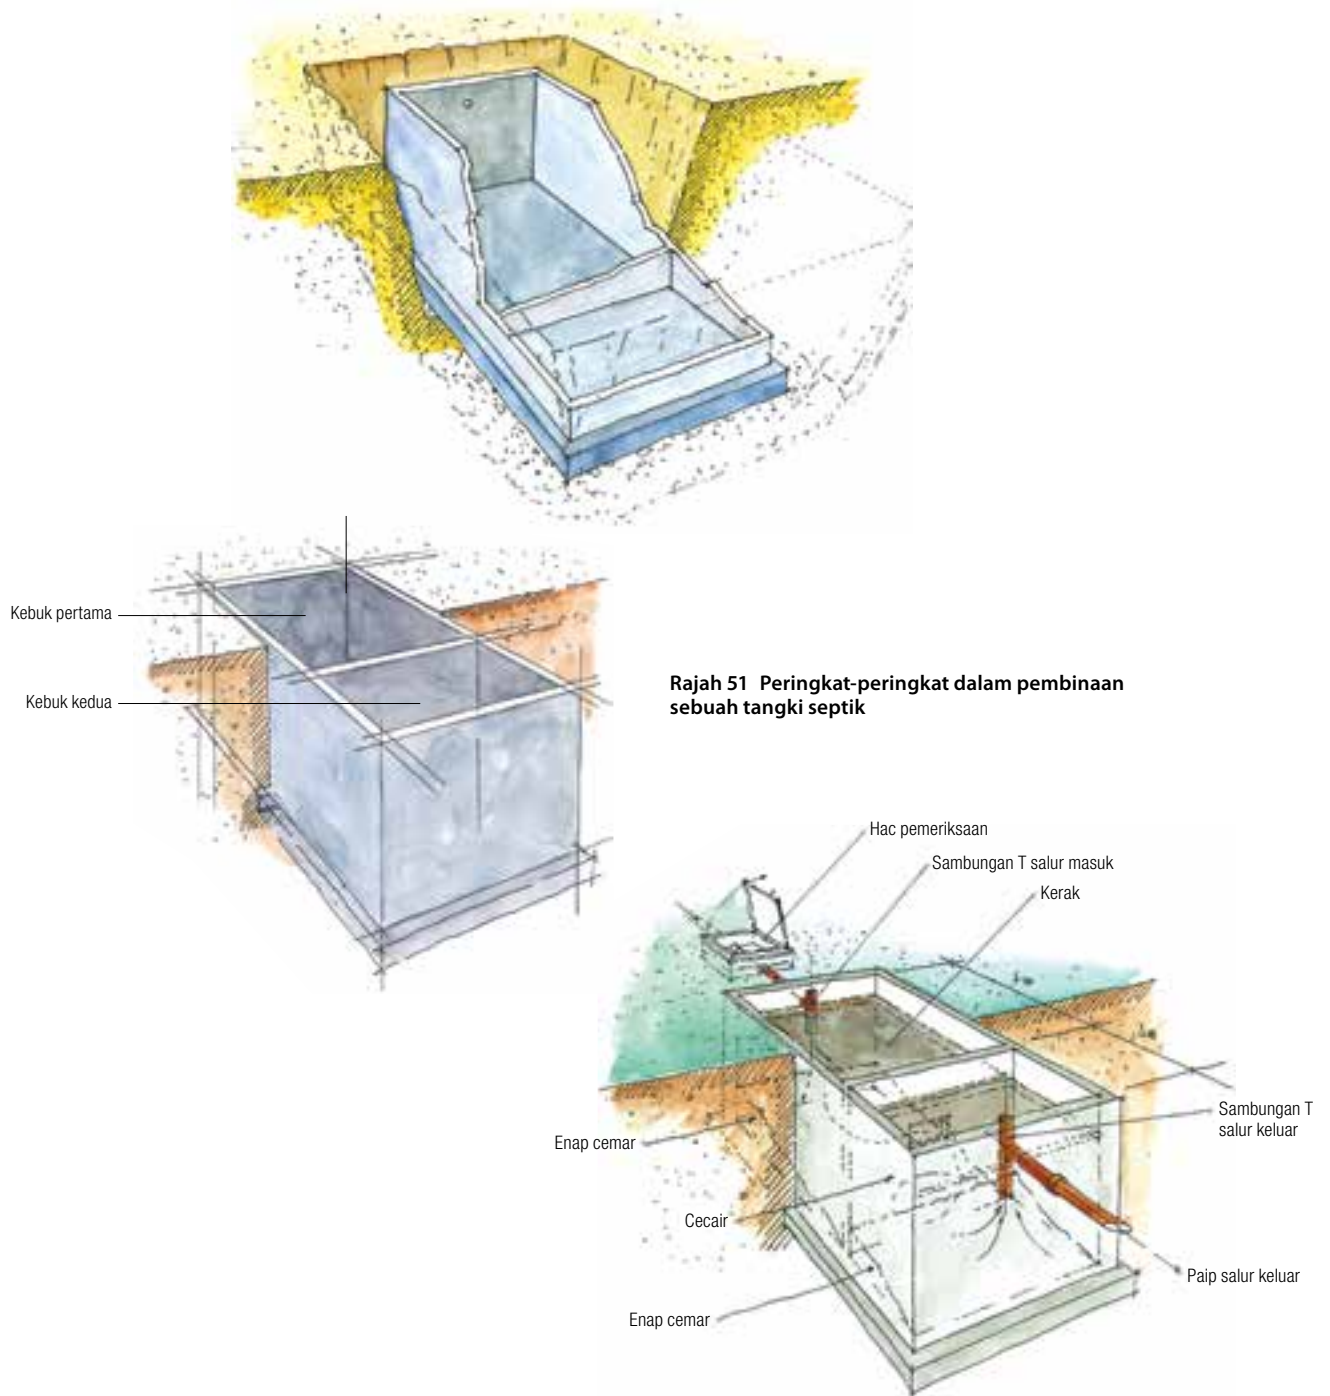 Kebuk pertama
Kebuk kedua
Rajah 51 Peringkat-peringkat dalam pembinaan
sebuah tangki septik
Hac pemeriksaan
Sambungan T salur masuk
Kerak
Sambungan T
salur keluar
Enap cemar
Cecair
Paip salur keluar
Enap cemar